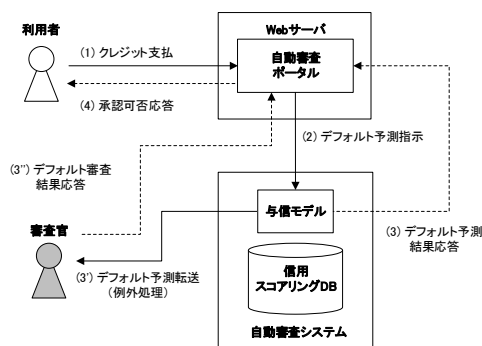 利用者
Webサーバ
(1) クレジット支払
自動審査
ポータル
(4) 承認可否応答
(2) デフォルト予測指示
(3'') デフォルト審査
結果応答
与信モデル
審査官
(3) デフォルト予測
結果応答
(3') デフォルト予測転送
(例外処理)
信用
スコアリングDB
自動審査システム